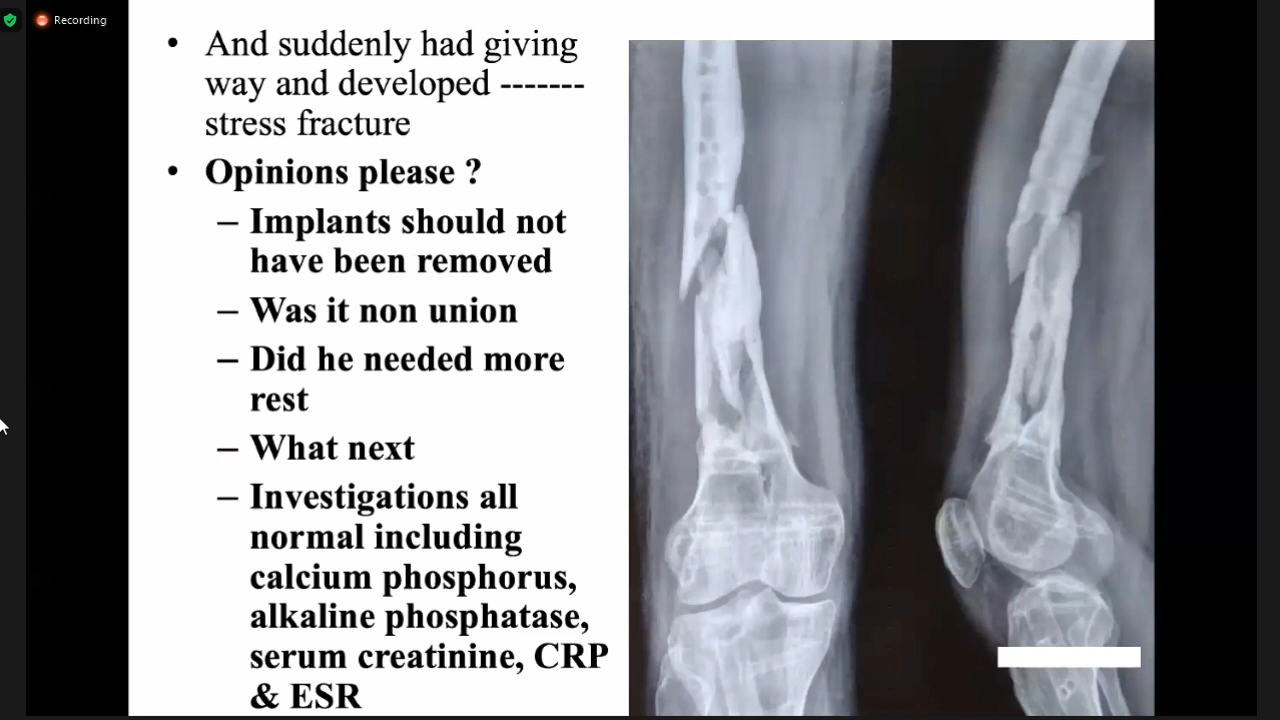 Recording
• And suddenly had giving
way and developed -------
stress fracture
• Opinions please ?
– Implants should not
have been removed
– Was it non union
– Did he needed more
rest
– What next
– Investigations all
normal including
calcium phosphorus,
alkaline phosphatase,
serum creatinine, CRP
& ESR